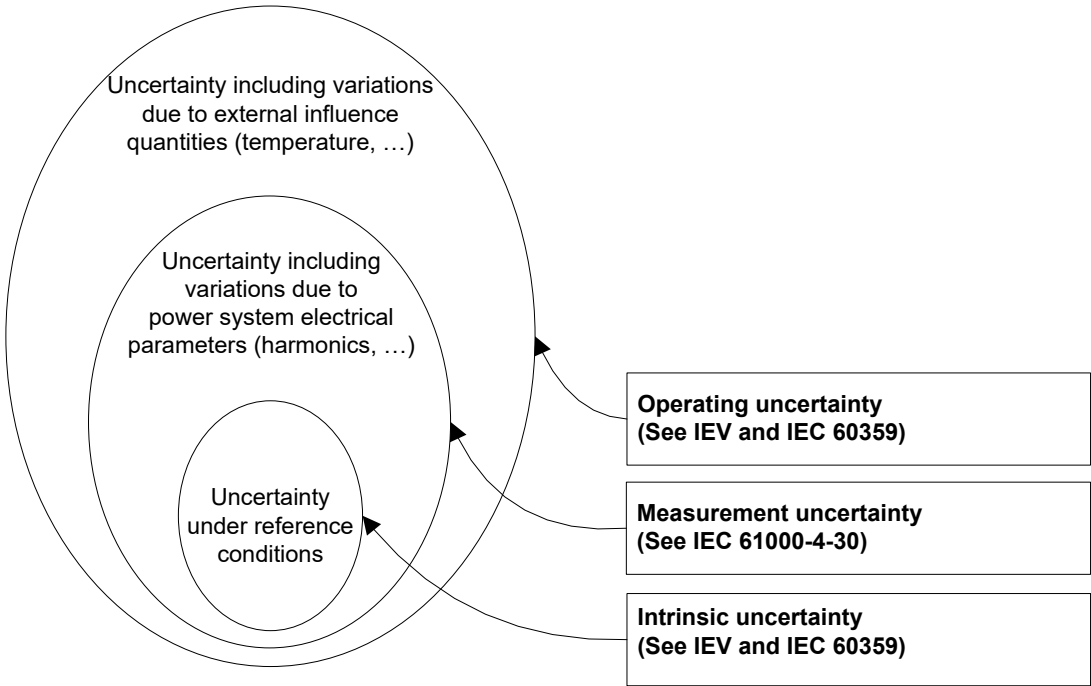 Uncertainty including variations
due to external influence
quantities (temperature, …)
Uncertainty including
variations due to
power system electrical
parameters (harmonics, …)
Uncertainty
under reference
conditions
Operating uncertainty
(See IEV and IEC 60359)
Measurement uncertainty
(See IEC 61000-4-30)
Intrinsic uncertainty
(See IEV and IEC 60359)